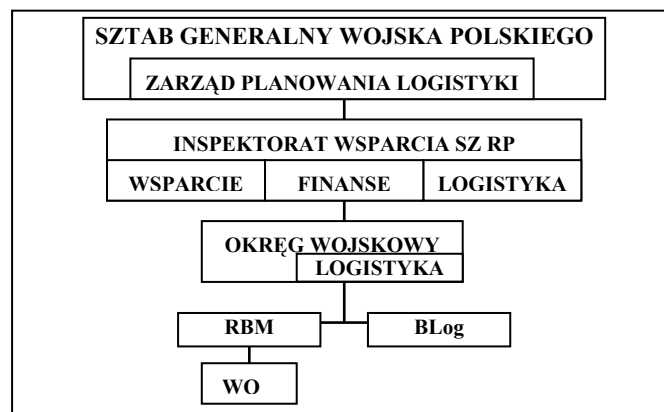 SZTAB GENERALNY WOJSKA POLSKIEGO
ZARZĄD PLANOWANIA LOGISTYKI
INSPEKTORAT WSPARCIA SZ RP
WSPARCIE FINANSE LOGISTYKA
OKRĘG WOJSKOWY
LOGISTYKA
RBM BLog
WO